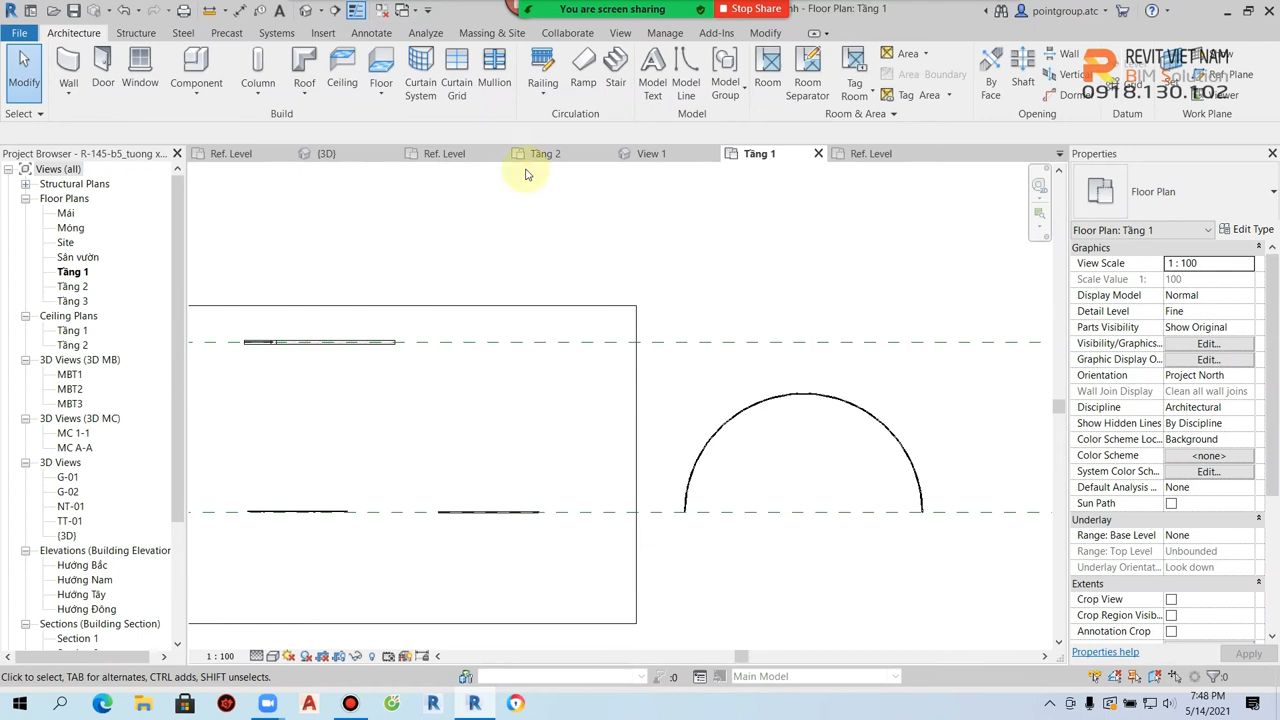 You are screen sharing
Stop Share
nh - Floor Plan: Tầng 1
pointgroup.atc
File
Architecture
Structure
Steel
Precast
Systems
Insert
Annotate
Analyze
Massing & Site
Collaborate
View
Manage
Add-Ins
Modify
Modify
Wall
Door
Window
Component
Column
Roof
Ceiling
Floor
Curtain System
Curtain Grid
Mullion
Railing
Ramp
Stair
Model Text
Model Line
Model Group
Room
Room Separator
Tag Room
Area
Area Boundary
Tag Area
By Face
Shaft
Wall
Vertic
Dorme
REVIT VIETNAM
BIM Solution
0918.130.102
Ref Plane
Viewer
Select
Build
Circulation
Model
Room & Area
Opening
Datum
Work Plane
Project Browser - R-145-b5_tuong x...
Ref. Level
{3D}
Ref. Level
Tầng 2
View 1
Tầng 1
Ref. Level
Properties
Views (all)
Structural Plans
Floor Plans
Mái
Móng
Site
Sân vườn
Tầng 1
Tầng 2
Tầng 3
Ceiling Plans
Tầng 1
Tầng 2
3D Views (3D MB)
MBT1
MBT2
MBT3
3D Views (3D MC)
MC 1-1
MC A-A
3D Views
G-01
G-02
NT-01
TT-01
{3D}
Elevations (Building Elevation
Hướng Bắc
Hướng Nam
Hướng Tây
Hướng Đông
Sections (Building Section)
Section 1
Floor Plan
Floor Plan: Tầng 1
Edit Type
Graphics
View Scale 1 : 100
Scale Value 1: 100
Display Model Normal
Detail Level Fine
Parts Visibility Show Original
Visibility/Graphics... Edit...
Graphic Display O... Edit...
Orientation Project North
Wall Join Display Clean all wall joins
Discipline Architectural
Show Hidden Lines By Discipline
Color Scheme Loc... Background
Color Scheme <none>
System Color Sch... Edit...
Default Analysis ... None
Sun Path
Underlay
Range: Base Level None
Range: Top Level Unbounded
Underlay Orientat... Look down
Extents
Crop View
Crop Region Visib...
Annotation Crop
Properties help
Apply
1 : 100
Click to select, TAB for alternates, CTRL adds, SHIFT unselects.
:0
Main Model
:0
7:48 PM
5/14/2021